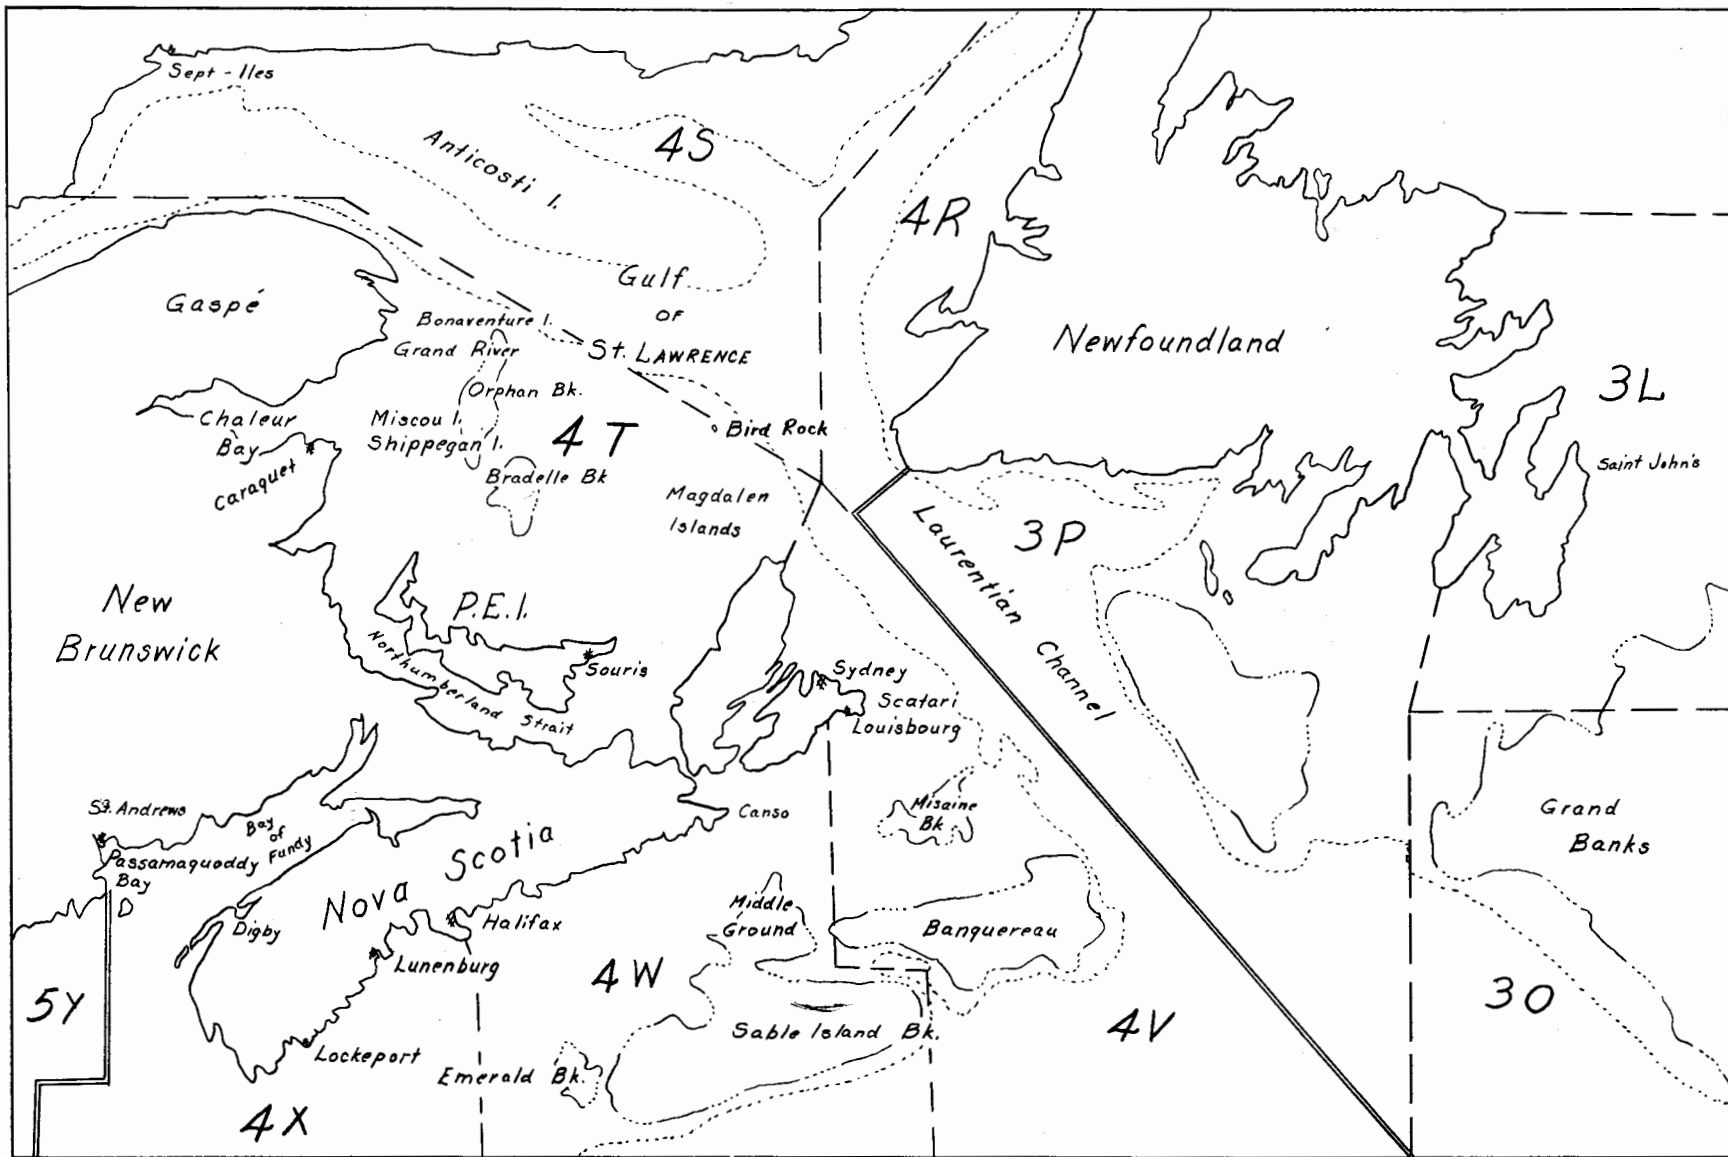 Sept - Iles
4S
Anticosti I.
4R
Gaspé
Gulf
OF
St. LAWRENCE
Bonaventure I.
Grand River
Orphan Bk.
Newfoundland
3L
Chaleur
Bay
Miscou I.
Shippegan I.
4T
Bird Rock
Caraquet
Bradelle Bk
Magdalen
Islands
Saint John's
Laurentian Channel
3P
New
Brunswick
P.E.I.
Northumberland Strait
Souris
Sydney
Scatari
Louisbourg
St. Andrews
Bay
of
Fundy
Passamaquoddy
Bay
Nova Scotia
Canso
Misaine
Bk
Grand
Banks
Digby
Halifax
Middle
Ground
Banquereau
Lunenburg
4W
5Y
Sable Island Bk.
4V
3O
Lockeport
Emerald Bk.
4X